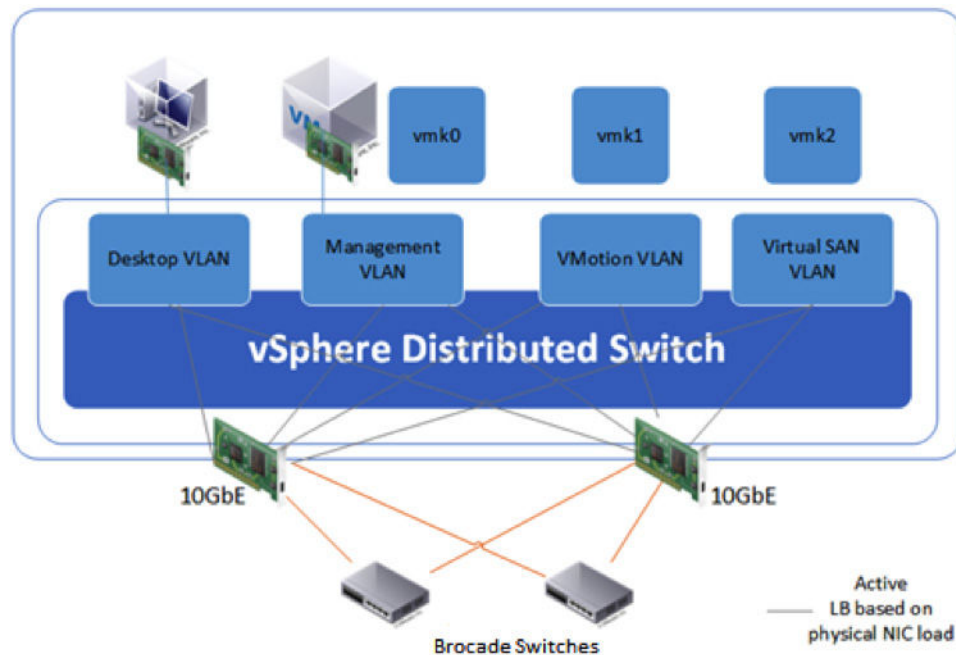 VM
vmk0
vmk1
vmk2
Desktop VLAN
Management
VLAN
VMotion VLAN
Virtual SAN
VLAN
vSphere Distributed Switch
10GbE
10GbE
Brocade Switches
Active
LB based on
physical NIC load